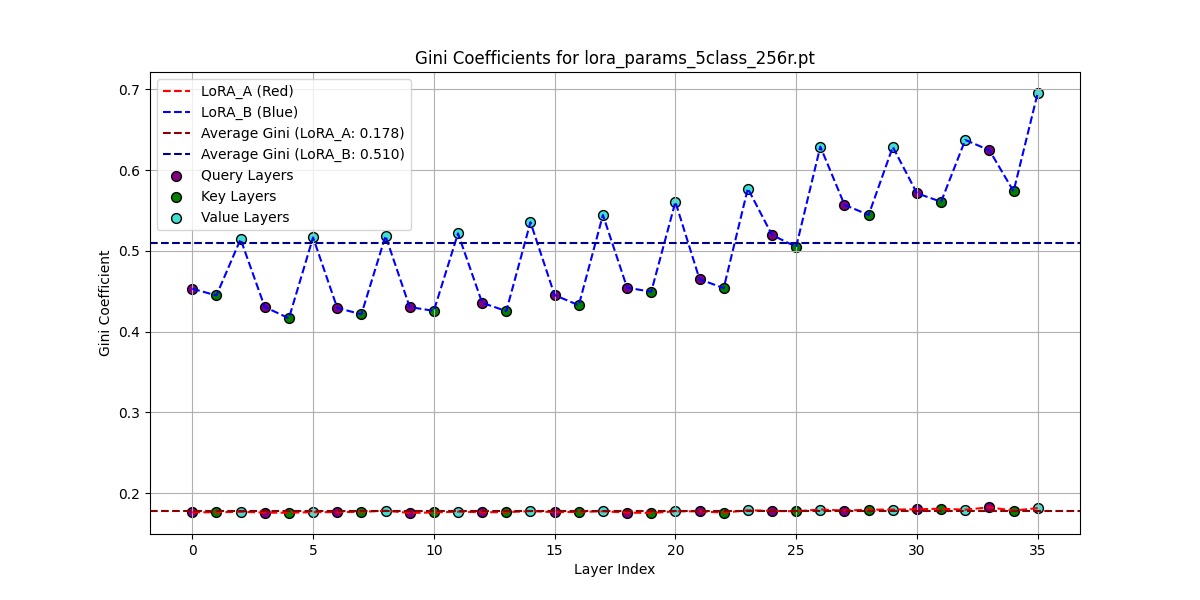 Gini Coefficients for lora_params_5class_256r.pt
LoRA_A (Red)
LoRA_B (Blue)
Average Gini (LoRA_A: 0.178)
Average Gini (LoRA_B: 0.510)
Query Layers
Key Layers
Value Layers
Gini Coefficient
0.7
0.6
0.5
0.4
0.3
0.2
0 5 10 15 20 25 30 35
Layer Index